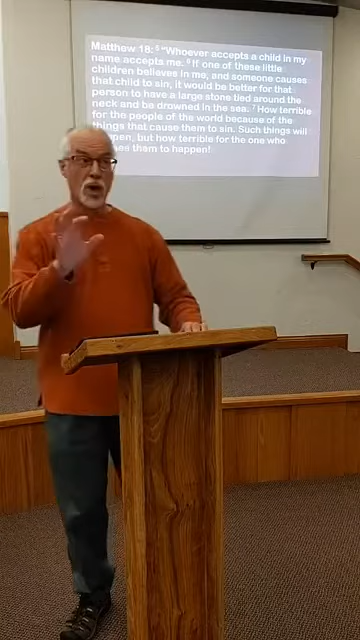 Matthew 18: ⁵ "Whoever accepts a child in my
name accepts me. ⁶ If one of these little
children believes in me, and someone causes
that child to sin, it would be better for that
person to have a large stone tied around the
neck and be drowned in the sea. ⁷ How terrible
for the people of the world because of the
things that cause them to sin. Such things will
pen, but how terrible for the one who
them to happen!